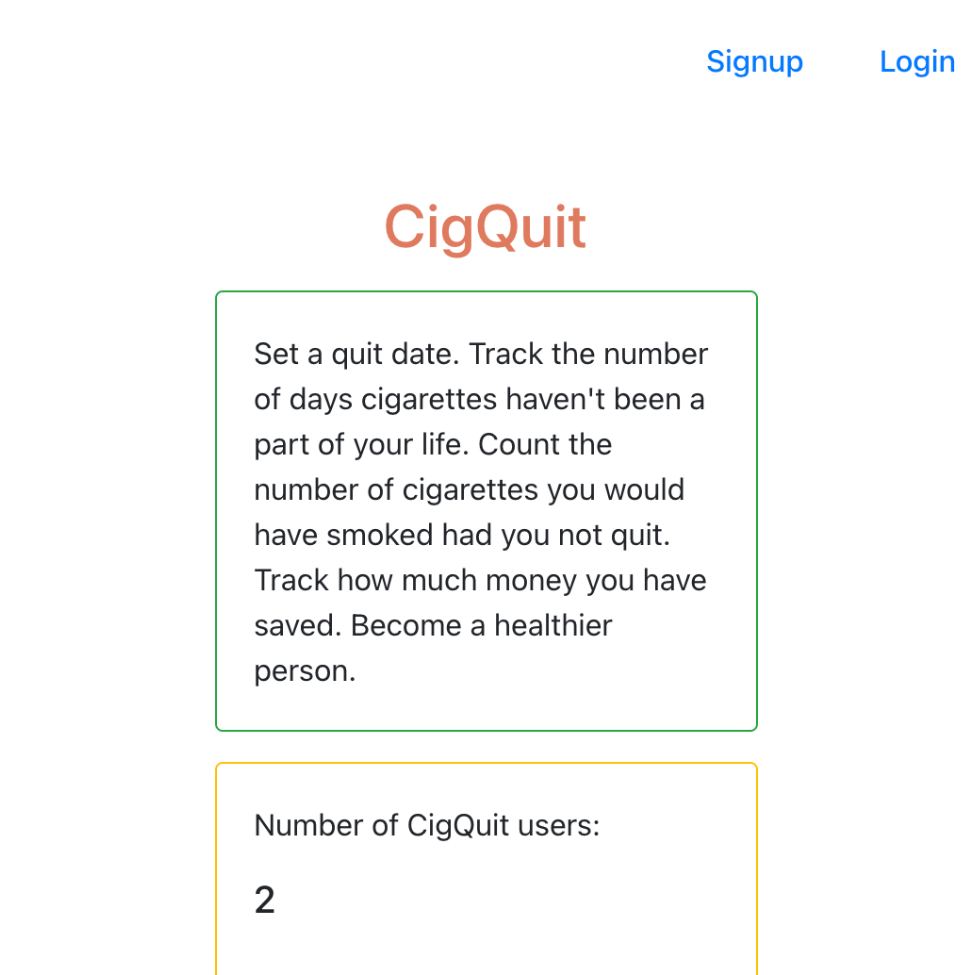 Signup Login
CigQuit
Set a quit date. Track the number
of days cigarettes haven't been a
part of your life. Count the
number of cigarettes you would
have smoked had you not quit.
Track how much money you have
saved. Become a healthier
person.
Number of CigQuit users:
2